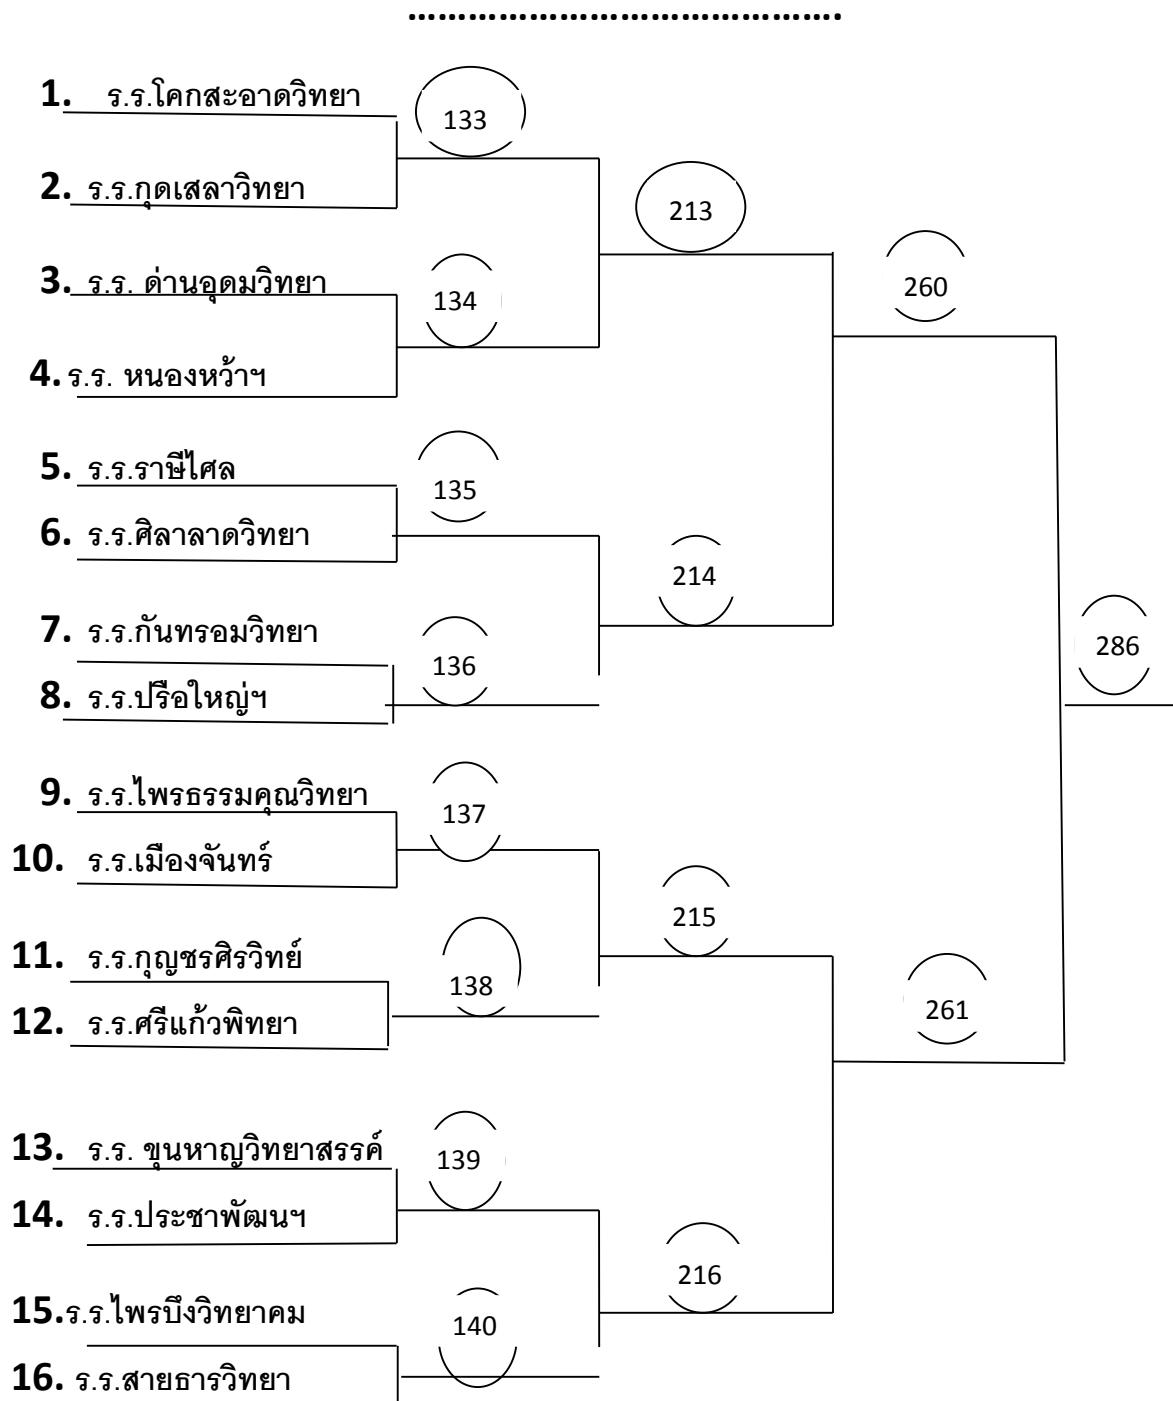 ............................................
1. ร.ร.โคกสะอาดวิทยา
133
2. ร.ร.กุดเสลาวิทยา
213
3. ร.ร. ด่านอุดมวิทยา
134
260
4. ร.ร. หนองหว้าฯ
5. ร.ร.ราษีไศล
135
6. ร.ร.ศิลาลาดวิทยา
214
7. ร.ร.กันทรอมวิทยา
136
286
8. ร.ร.ปรือใหญ่ฯ
9. ร.ร.ไพรธรรมคุณวิทยา
137
10. ร.ร.เมืองจันทร์
215
11. ร.ร.กุญชรศิรวิทย์
138
261
12. ร.ร.ศรีแก้วพิทยา
13. ร.ร. ขุนหาญวิทยาสรรค์
139
14. ร.ร.ประชาพัฒนฯ
216
15.ร.ร.ไพรบึงวิทยาคม
140
16. ร.ร.สายธารวิทยา